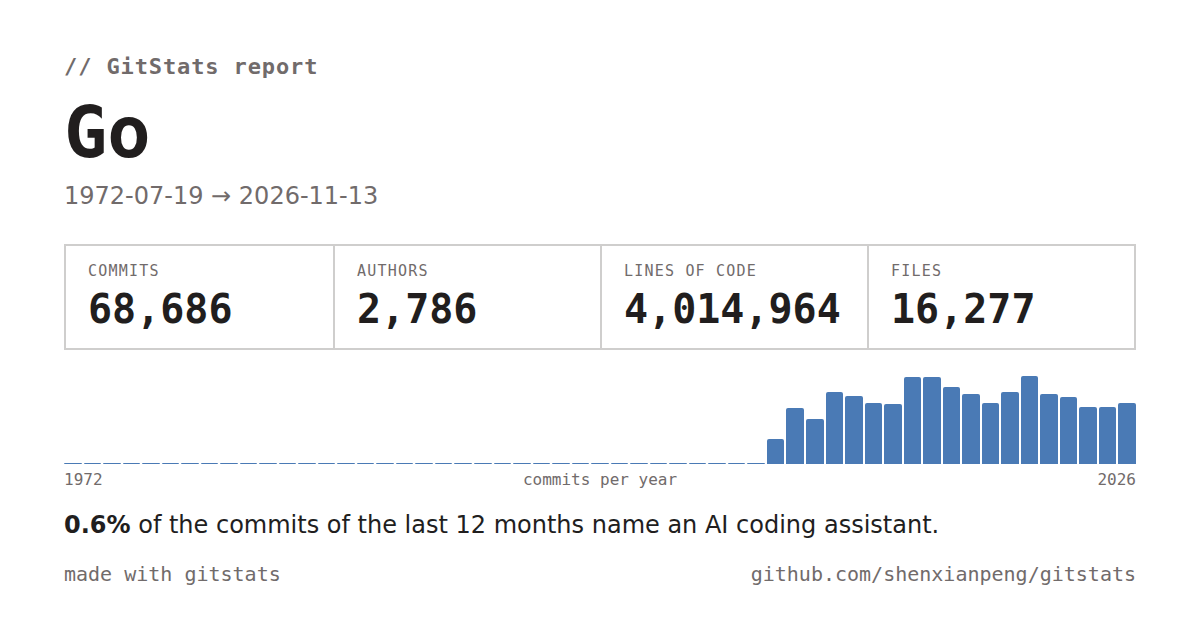 // GitStats report
Go
1972-07-19 → 2026-11-13
COMMITS AUTHORS LINES OF CODE FILES
68,686 2,786 4,014,964 16,277
1972 commits per year 2026
0.6% of the commits of the last 12 months name an AI coding assistant.
made with gitstats github.com/shenxianpeng/gitstats